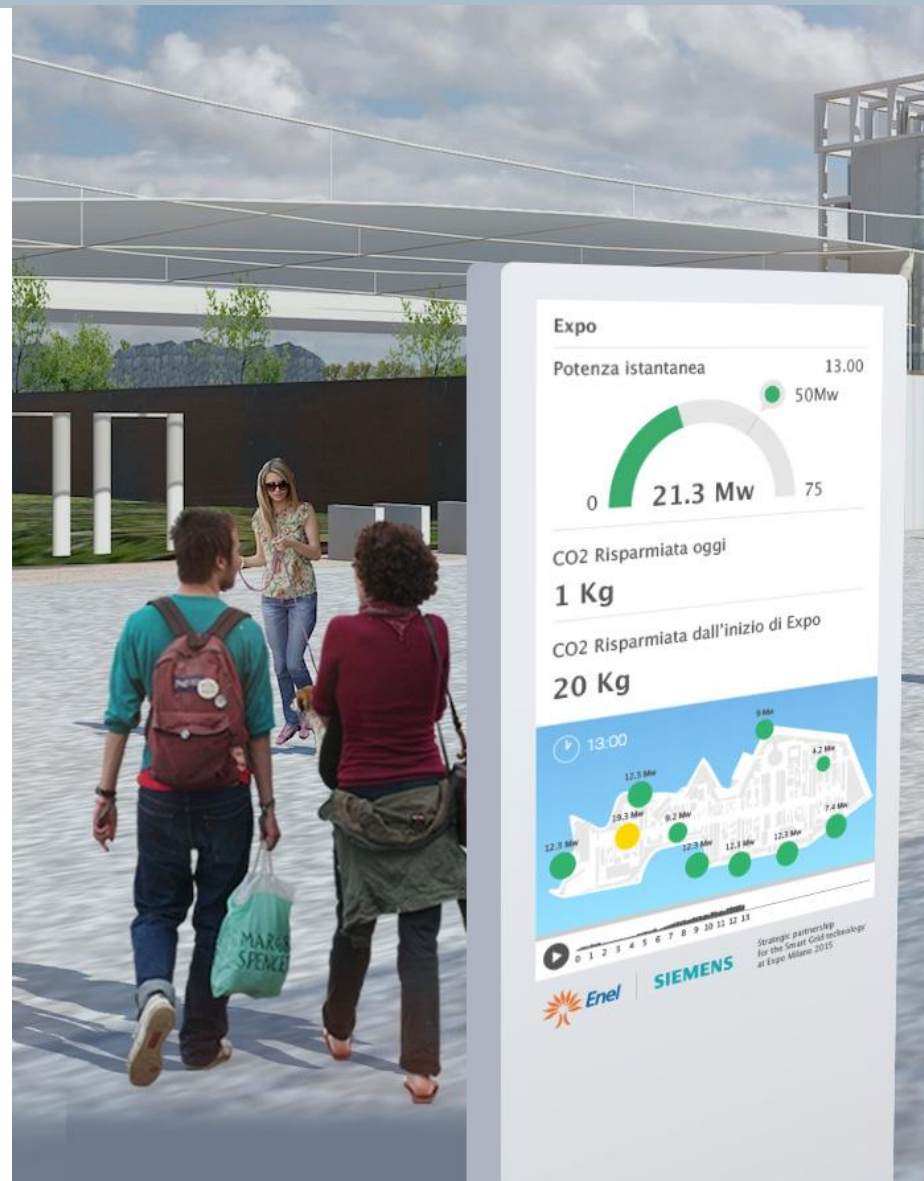 Expo
Potenza istantanea 13.00
50Mw
0 21.3 Mw 75
CO2 Risparmiata oggi
1 Kg
CO2 Risparmiata dall'inizio di Expo
20 Kg
13:00
9 Mw
4.2 Mw
12.3 Mw
19.3 Mw
9.2 Mw
7.4 Mw
12.3 Mw
12.3 Mw
12.3 Mw
12.3 Mw
0 1 2 3 4 5 6 7 8 9 10 11 12 13
Enel SIEMENS
Strategic partnership
for the Smart Grid technology
at Expo Milano 2015
MARKS
SPENCER